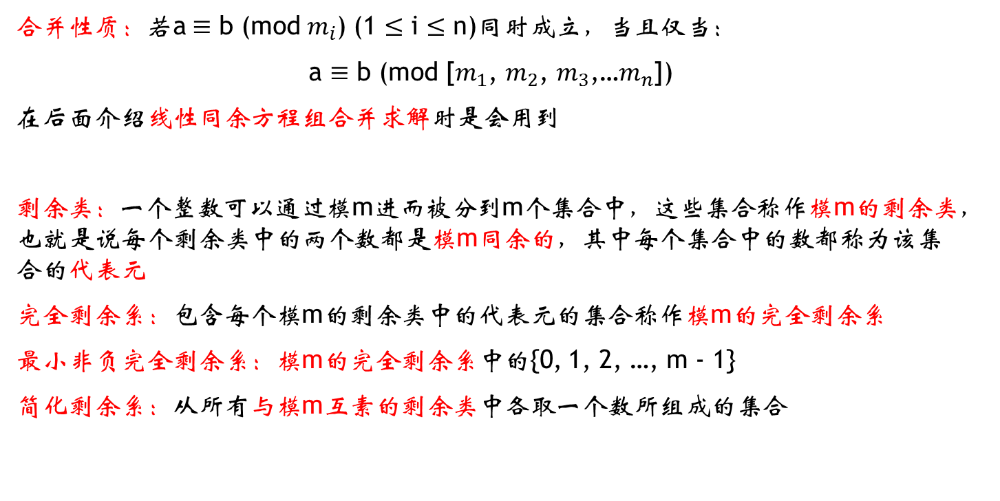 合并性质：若a ≡ b (mod m_i) (1 ≤ i ≤ n)同时成立，当且仅当：
a ≡ b (mod [m_1, m_2, m_3,…m_n])
在后面介绍线性同余方程组合并求解时是会用到
剩余类：一个整数可以通过模m进而被分到m个集合中，这些集合称作模m的剩余类，
也就是说每个剩余类中的两个数都是模m同余的，其中每个集合中的数都称为该集
合的代表元
完全剩余系：包含每个模m的剩余类中的代表元的集合称作模m的完全剩余系
最小非负完全剩余系：模m的完全剩余系中的{0, 1, 2, …, m - 1}
简化剩余系：从所有与模m互素的剩余类中各取一个数所组成的集合